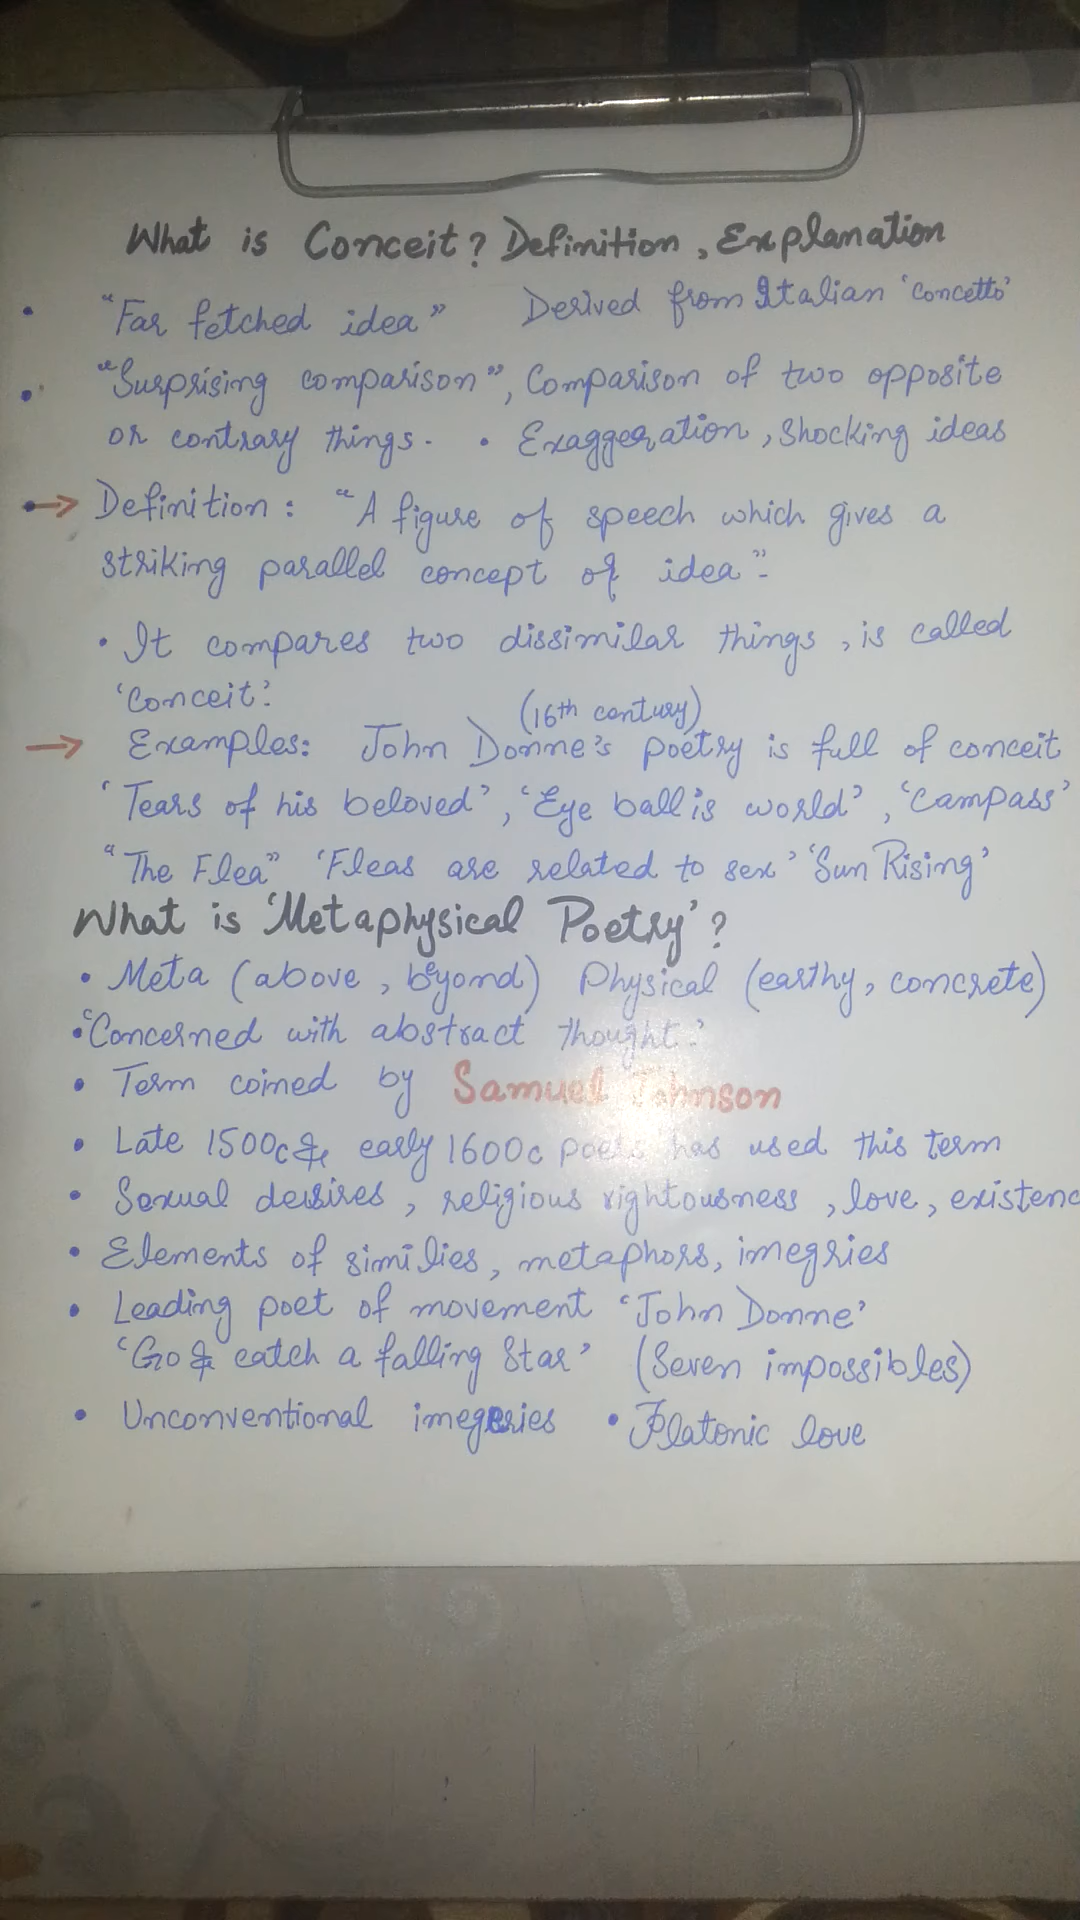 What is Conceit? Definition, Explanation
• "Far fetched idea" Derived from Italian 'concetto'
• "Surprising comparison", Comparison of two opposite
or contrary things. • Exaggeration, Shocking ideas
→ Definition: "A figure of speech which gives a
striking parallel concept of idea".
• It compares two dissimilar things, is called
'Conceit'.
(16th century)
→ Examples: John Donne's poetry is full of conceit
'Tears of his beloved', 'Eye ball is world', 'Campass'
"The Flea" 'Fleas are related to sex' 'Sun Rising'
What is 'Metaphysical Poetry'?
• Meta (above, beyond) Physical (earthy, concrete)
• 'Concerned with abstract thought.'
• Term coined by Samuel Johnson
• Late 1500c & early 1600c poets has used this term
• Sexual desires, religious rightousness, love, existenc
• Elements of similies, metaphors, imegries
• Leading poet of movement 'John Donne'
'Go & catch a falling Star' (Seven impossibles)
• Unconventional imegeries • Platonic love